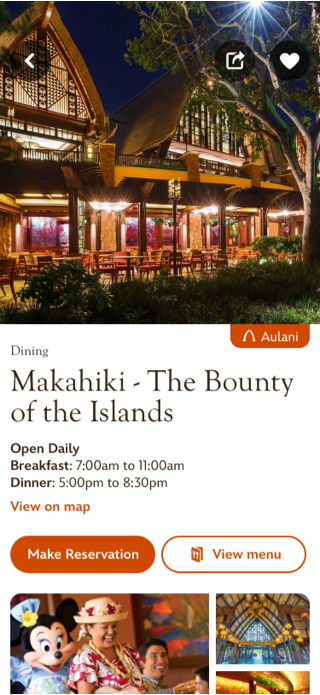 Aulani
Dining
Makahiki - The Bounty
of the Islands
Open Daily
Breakfast: 7:00am to 11:00am
Dinner: 5:00pm to 8:30pm
View on map
Make Reservation
View menu